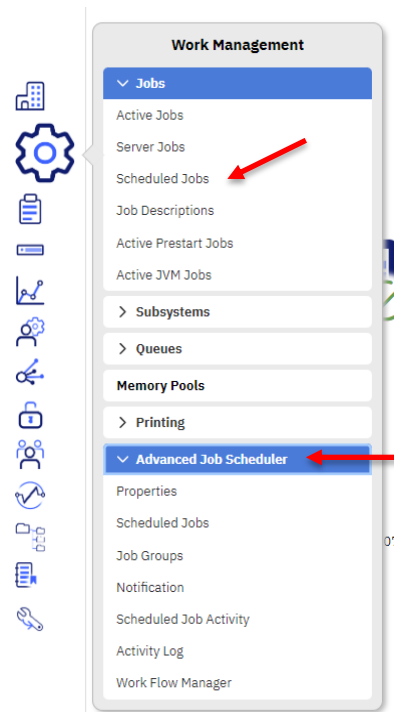 Work Management
Jobs
Active Jobs
Server Jobs
Scheduled Jobs
Job Descriptions
Active Prestart Jobs
Active JVM Jobs
Subsystems
Queues
Memory Pools
Printing
Advanced Job Scheduler
Properties
Scheduled Jobs
Job Groups
Notification
Scheduled Job Activity
Activity Log
Work Flow Manager